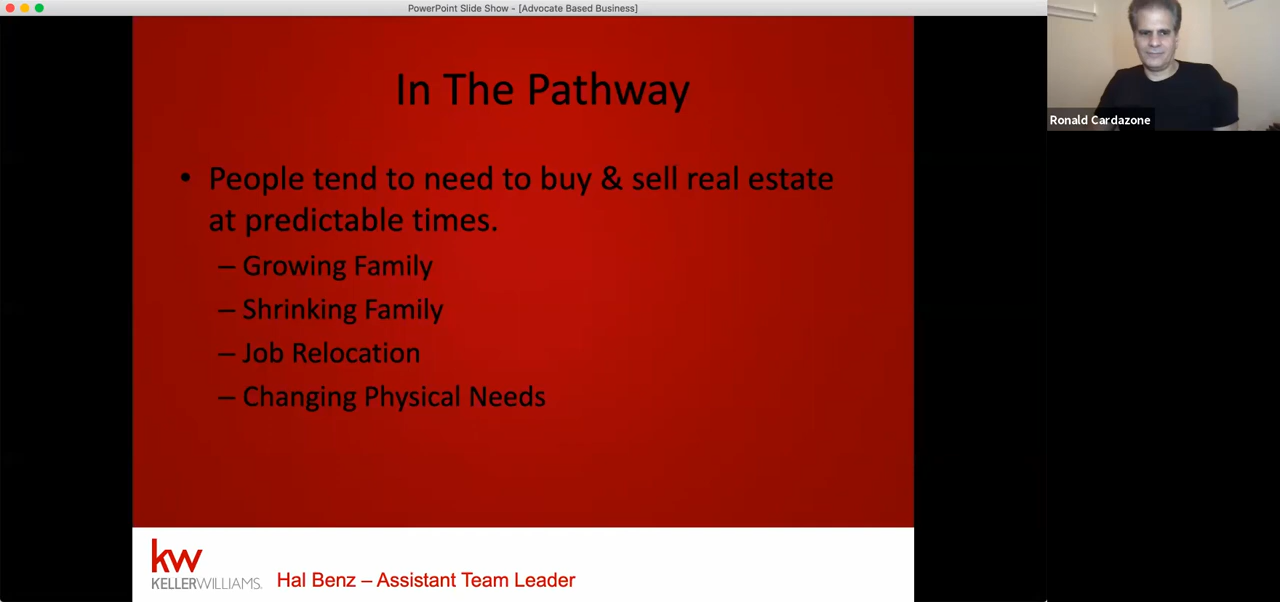 PowerPoint Slide Show - [Advocate Based Business]
In The Pathway
• People tend to need to buy & sell real estate
at predictable times.
– Growing Family
– Shrinking Family
– Job Relocation
– Changing Physical Needs
Ronald Cardazone
kw
KELLERWILLIAMS.
Hal Benz – Assistant Team Leader